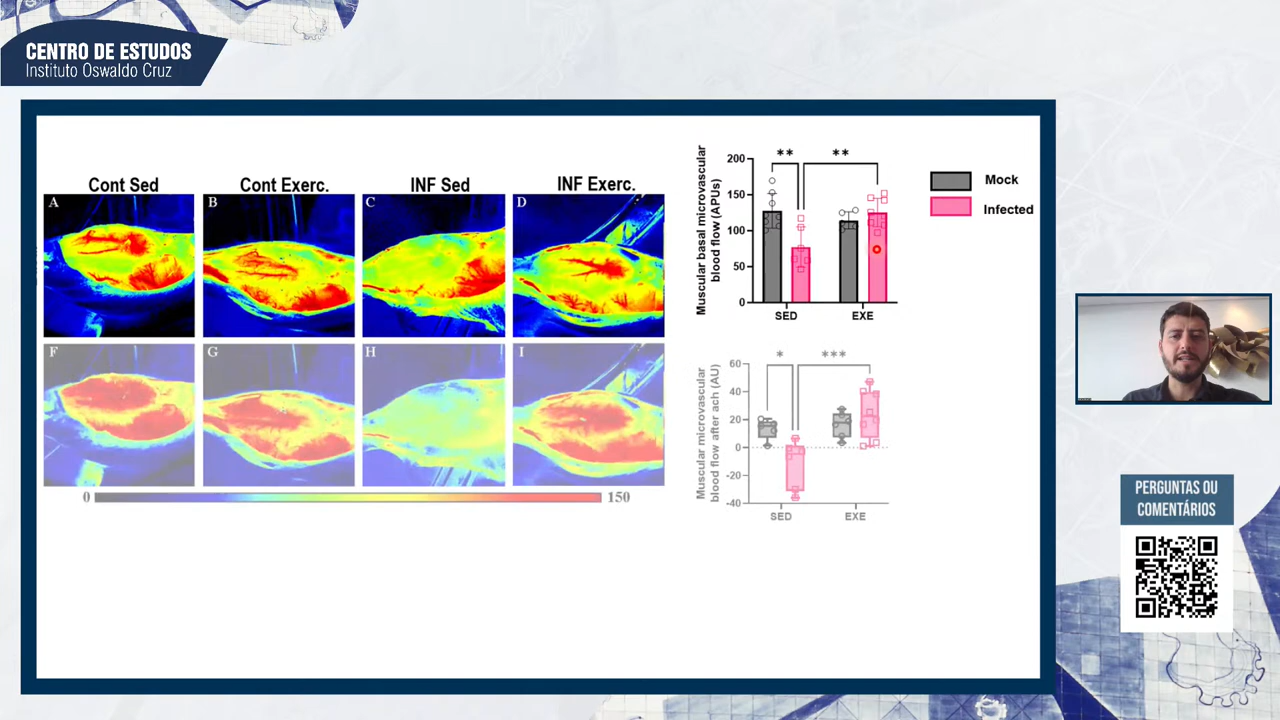 CENTRO DE ESTUDOS
Instituto Oswaldo Cruz
Cont Sed
Cont Exerc.
INF Sed
INF Exerc.
A
B
C
D
F
G
H
I
0
150
Muscular basal microvascular
blood flow (APUs)
200
150
100
50
0
**
**
SED
EXE
Mock
Infected
Muscular microvascular
blood flow after ach (AU)
60
40
20
0
-20
-40
*
***
SED
EXE
PERGUNTAS OU
COMENTÁRIOS